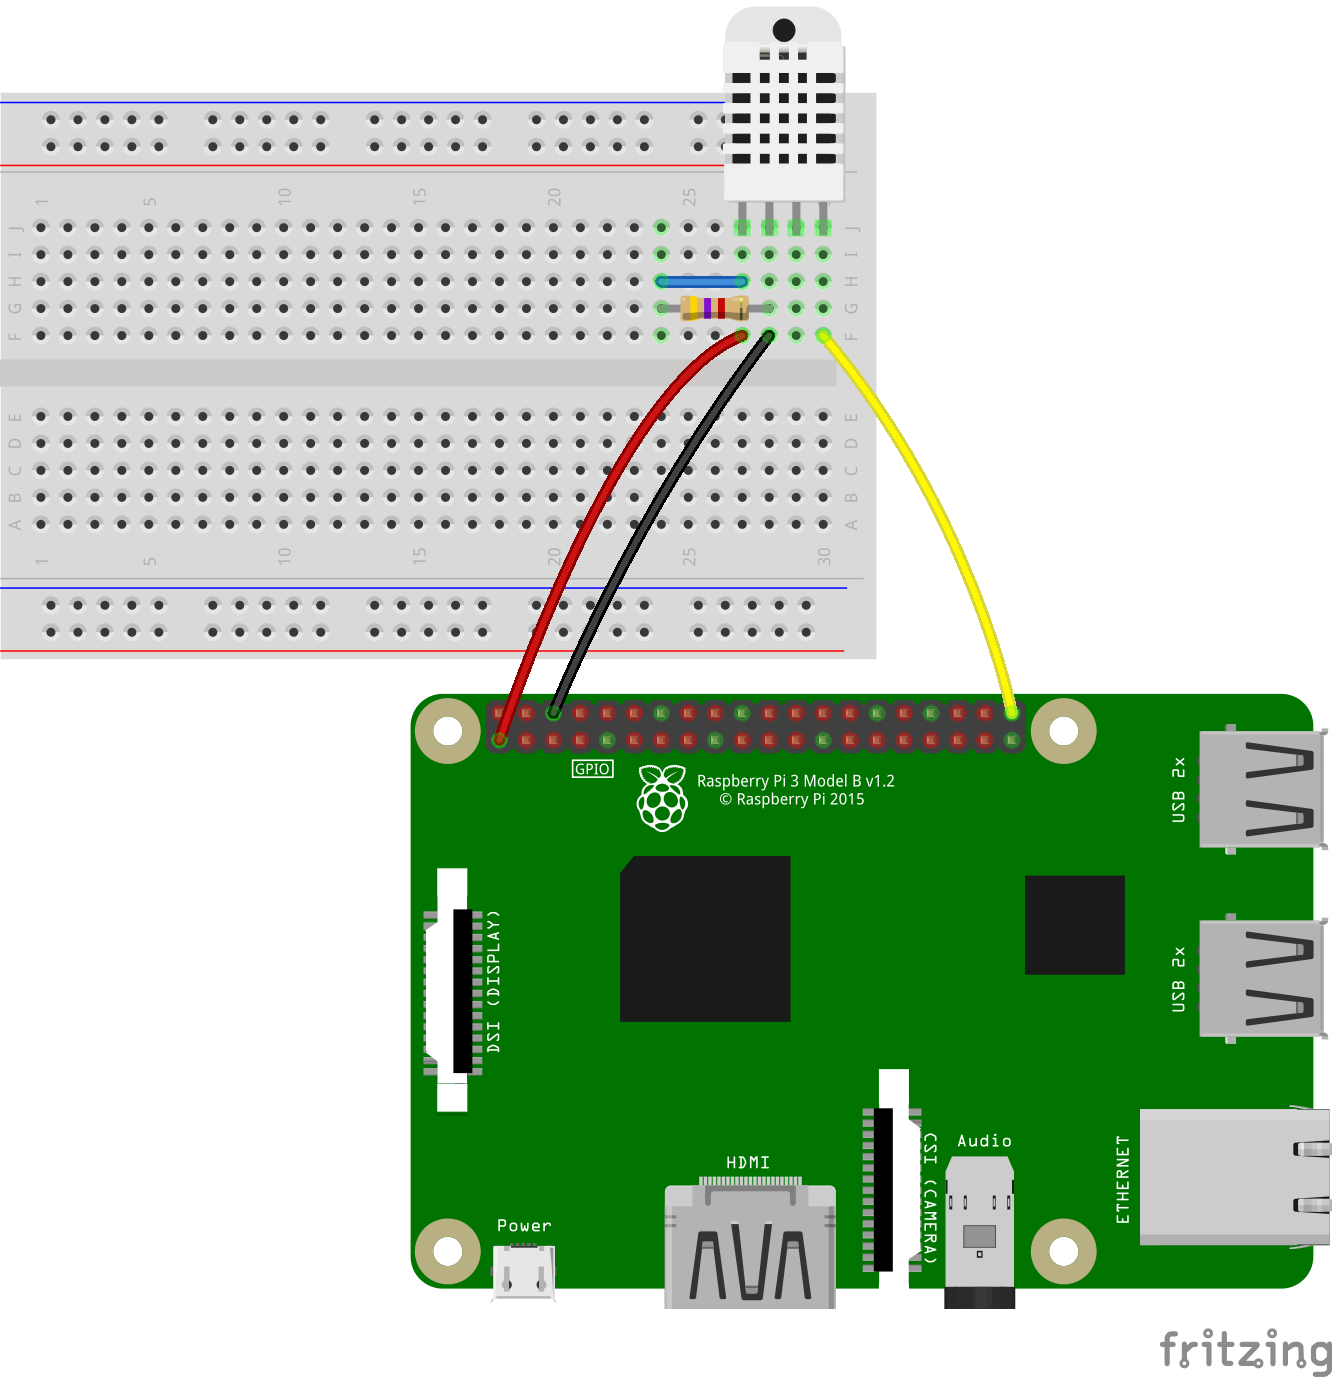 1 5 10 15 20 25
J J
I I
H H
G G
F F
E E
D D
C C
B B
A A
1 5 10 15 20 25 30
GPIO
Raspberry Pi 3 Model B v1.2
© Raspberry Pi 2015
USB 2x
DSI (DISPLAY)
USB 2x
CSI (CAMERA)
Audio
ETHERNET
HDMI
Power
fritzing